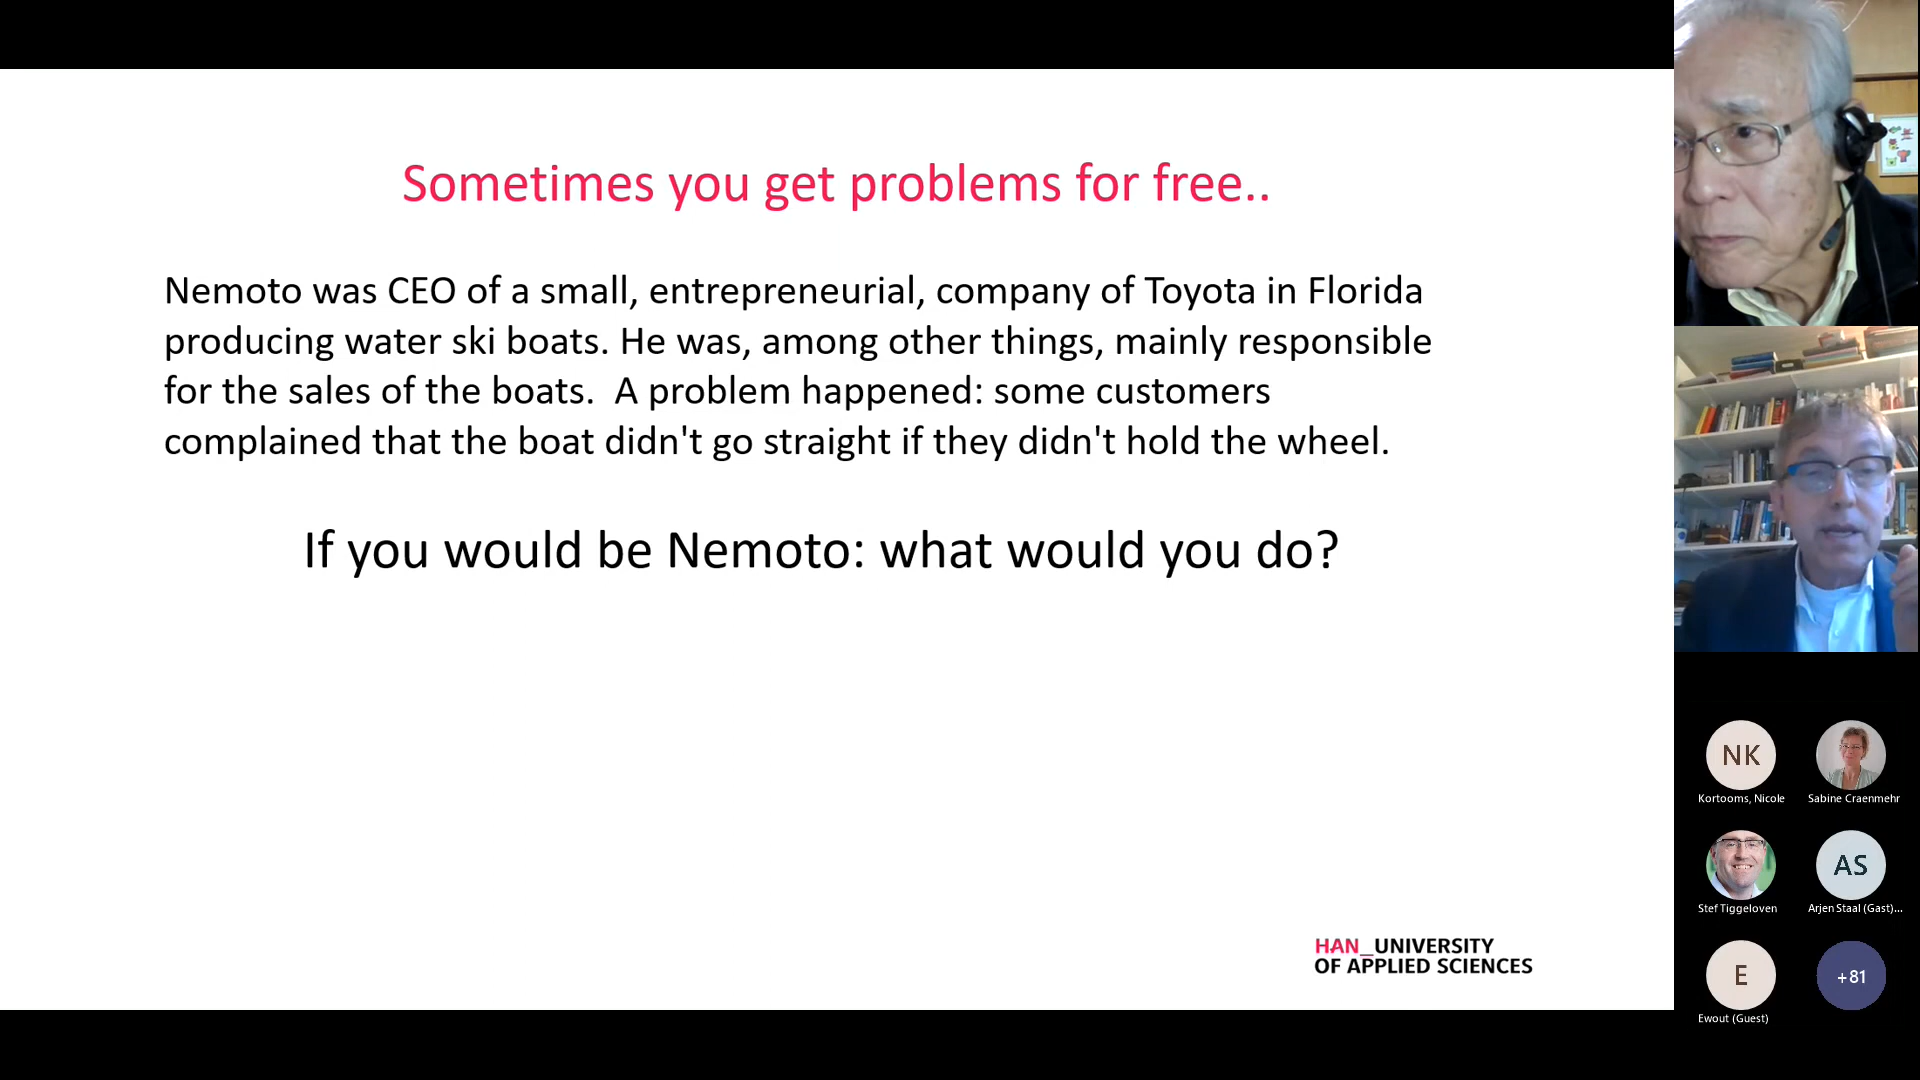 Sometimes you get problems for free..
Nemoto was CEO of a small, entrepreneurial, company of Toyota in Florida
producing water ski boats. He was, among other things, mainly responsible
for the sales of the boats.  A problem happened: some customers
complained that the boat didn't go straight if they didn't hold the wheel.
If you would be Nemoto: what would you do?
HAN_UNIVERSITY
OF APPLIED SCIENCES
NK
Kortooms, Nicole
Sabine Craenmehr
Stef Tiggeloven
AS
Arjen Staal (Gast)...
E
Ewout (Guest)
+81